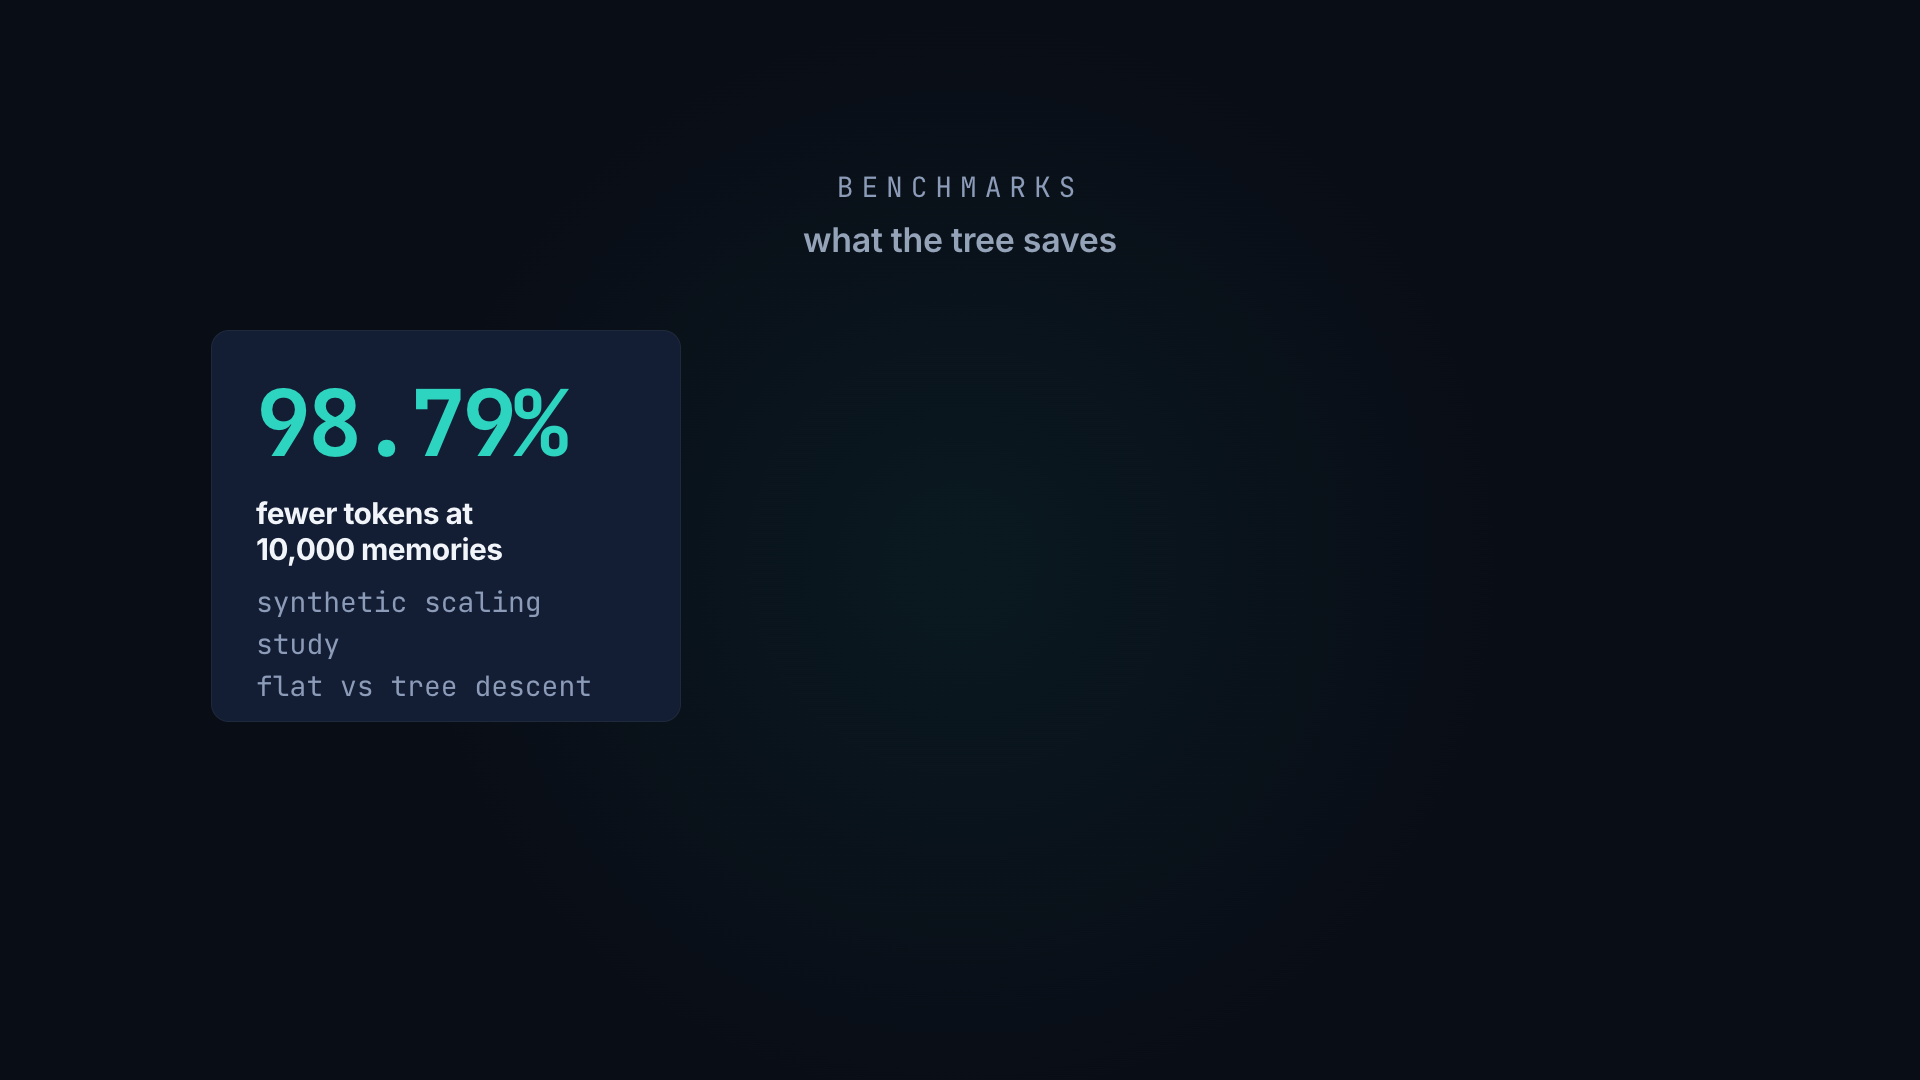 BENCHMARKS
what the tree saves
98.79%
fewer tokens at
10,000 memories
synthetic scaling
study
flat vs tree descent